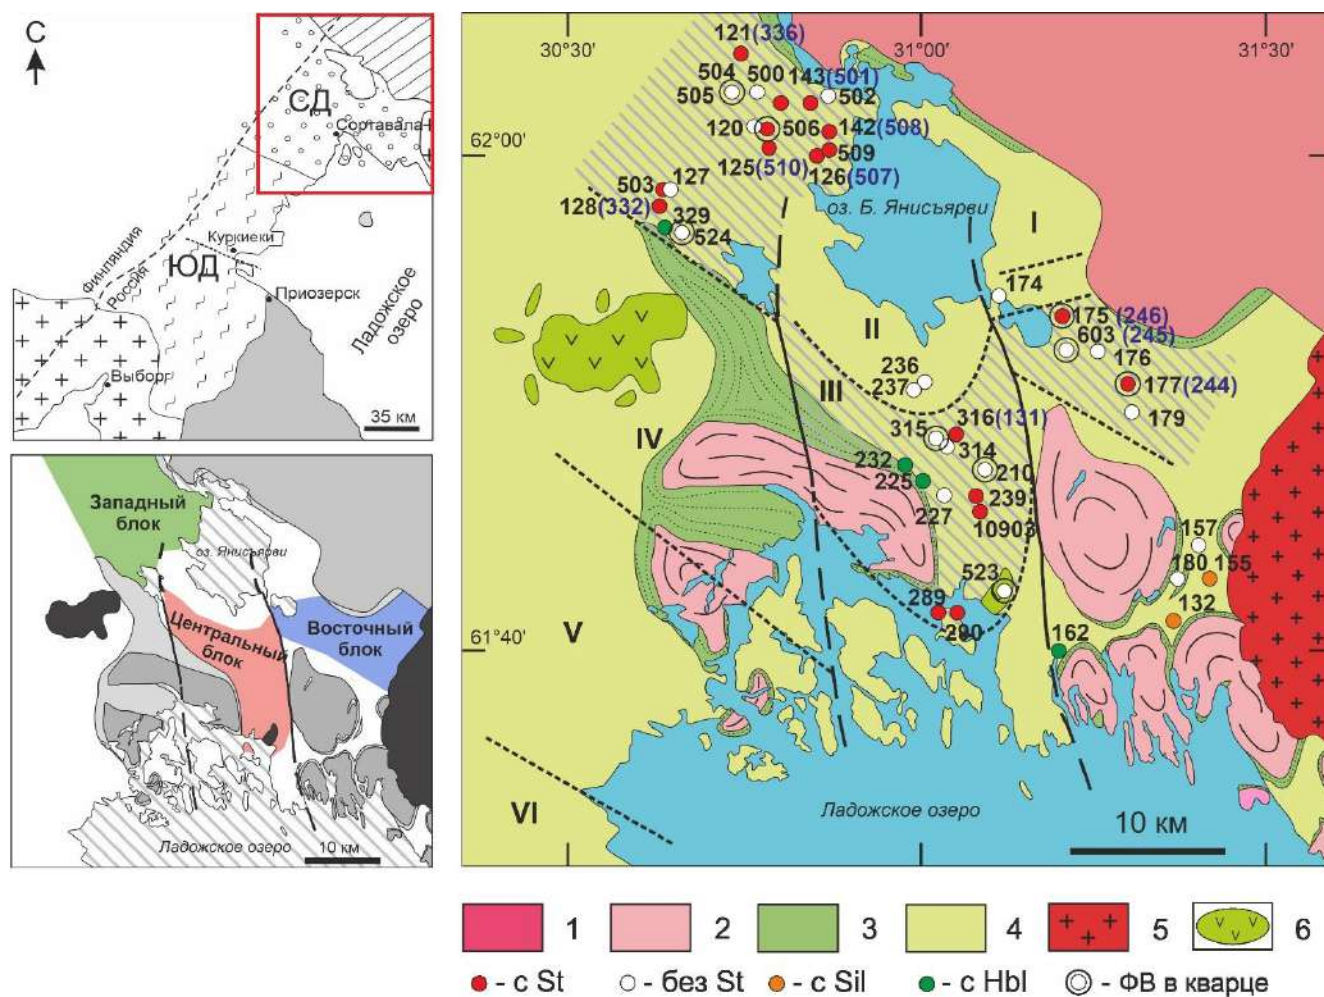 С
СД
Сортавала
Финляндия
Россия
Куркиеки
ЮД
Приозерск
Ладожское
озеро
Выборг
35 км
Западный
блок
оз. Янисъярви
Центральный
блок
Восточный
блок
Ладожское озеро
10 км
30°30'
31°00'
31°30'
62°00'
61°40'
121(336)
504 500 143(501)
505 502
120 506 142(508)
509
125(510) 126(507)
503 127
128(332) 329
524
оз. Б. Янисъярви
I
174
175(246)
603(245)
176
177(244)
179
II
236
237
III
316(131)
315
314
IV
232
210
225
239
227
10903
157
180 155
523
289
132
290
V
162
VI
Ладожское озеро
10 км
1 2 3 4 5 6
- с St - без St - с Sil - с Hbl - ФВ в кварце